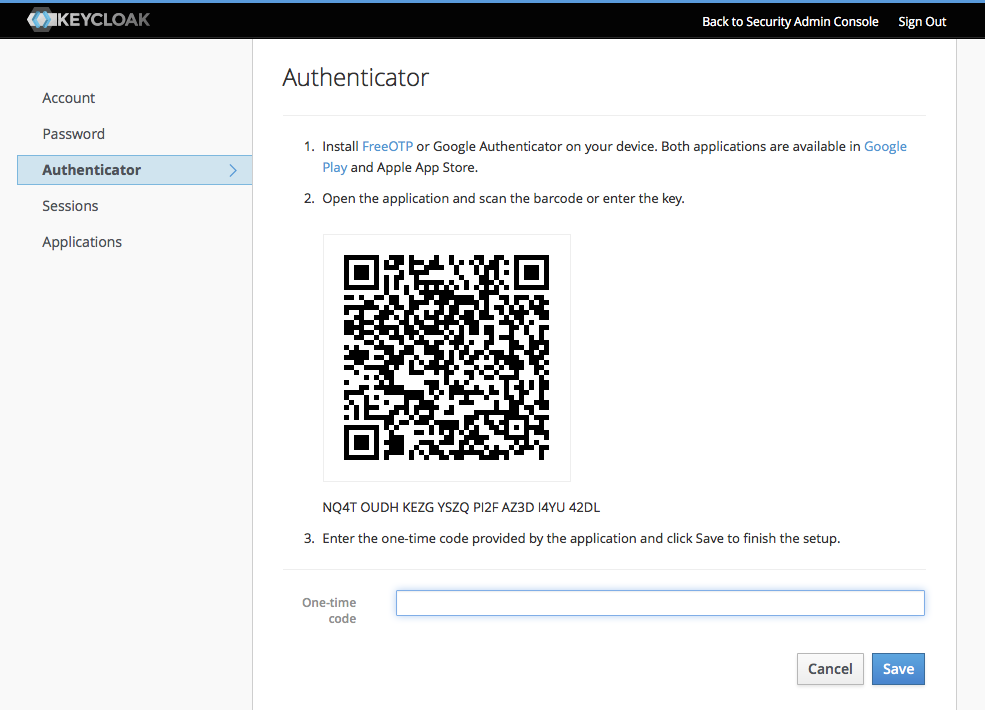 KEYCLOAK
Back to Security Admin Console Sign Out
Account
Password
Authenticator
Sessions
Applications
Authenticator
1. Install FreeOTP or Google Authenticator on your device. Both applications are available in Google
Play and Apple App Store.
2. Open the application and scan the barcode or enter the key.
NQ4T OUDH KEZG YSZQ PI2F AZ3D I4YU 42DL
3. Enter the one-time code provided by the application and click Save to finish the setup.
One-time
code
Cancel Save